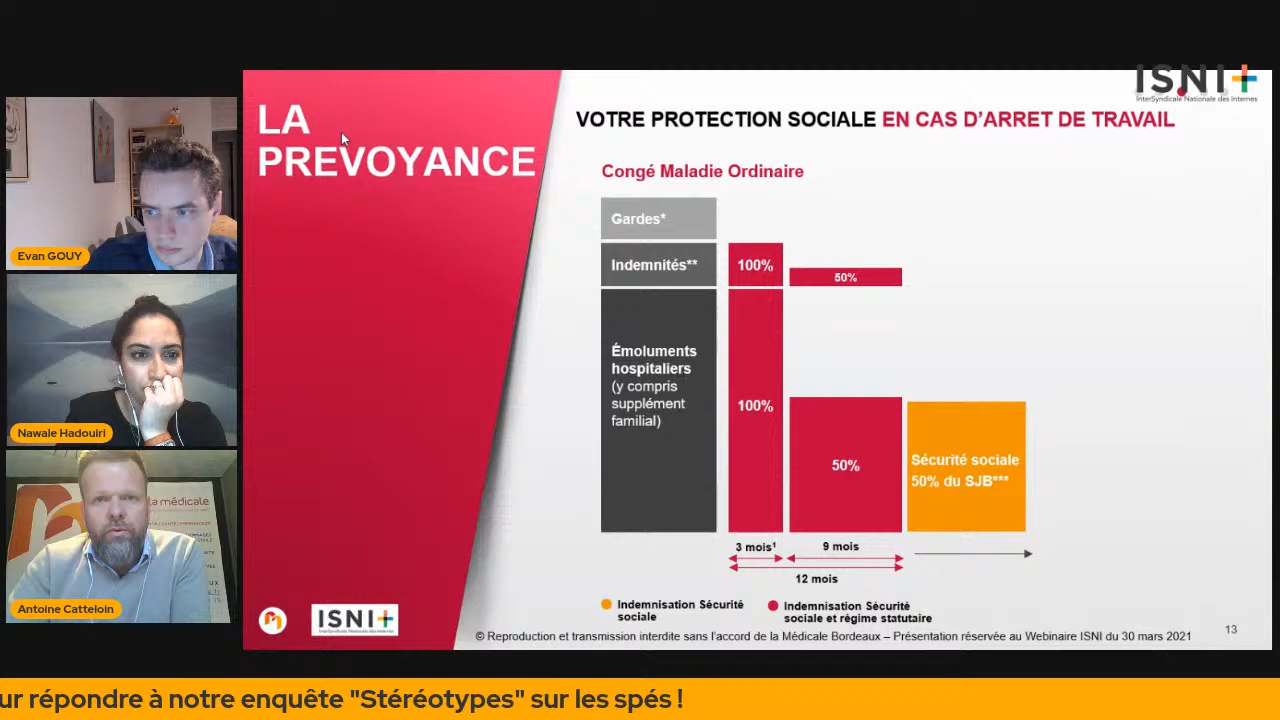 ISNI+
InterSyndicale Nationale des Internes
LA
PREVOYANCE
VOTRE PROTECTION SOCIALE EN CAS D'ARRET DE TRAVAIL
Congé Maladie Ordinaire
Gardes*
Indemnités**
100%
50%
Émoluments
hospitaliers
(y compris
supplément
familial)
100%
50%
Sécurité sociale
50% du SJB***
3 mois¹
9 mois
12 mois
Indemnisation Sécurité
sociale
Indemnisation Sécurité
sociale et régime statutaire
ISNI+
InterSyndicale Nationale des Internes
© Reproduction et transmission interdite sans l'accord de la Médicale Bordeaux – Présentation réservée au Webinaire ISNI du 30 mars 2021
13
Evan GOUY
Nawale Hadouiri
la médicale
Antoine Catteloin
ur répondre à notre enquête "Stéréotypes" sur les spés !